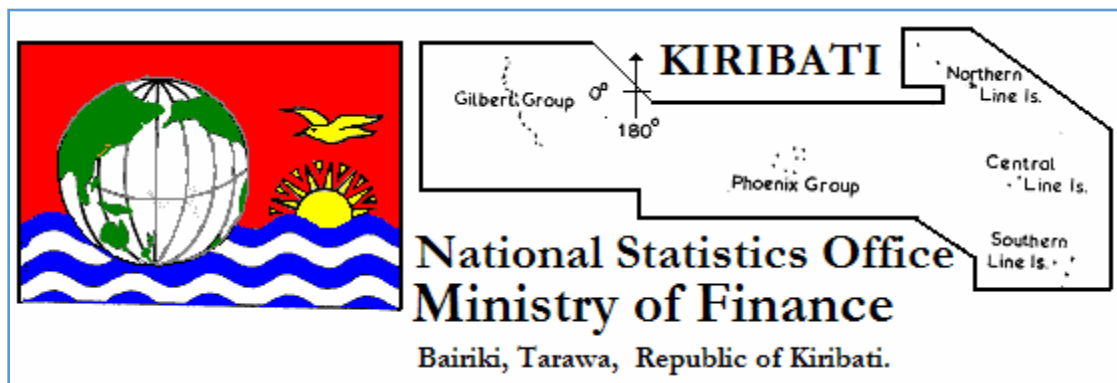 KIRIBATI
Northern
Line Is.
Gilbert Group
0°
180°
Central
Line Is.
Phoenix Group
Southern
Line Is.
National Statistics Office
Ministry of Finance
Bairiki, Tarawa, Republic of Kiribati.